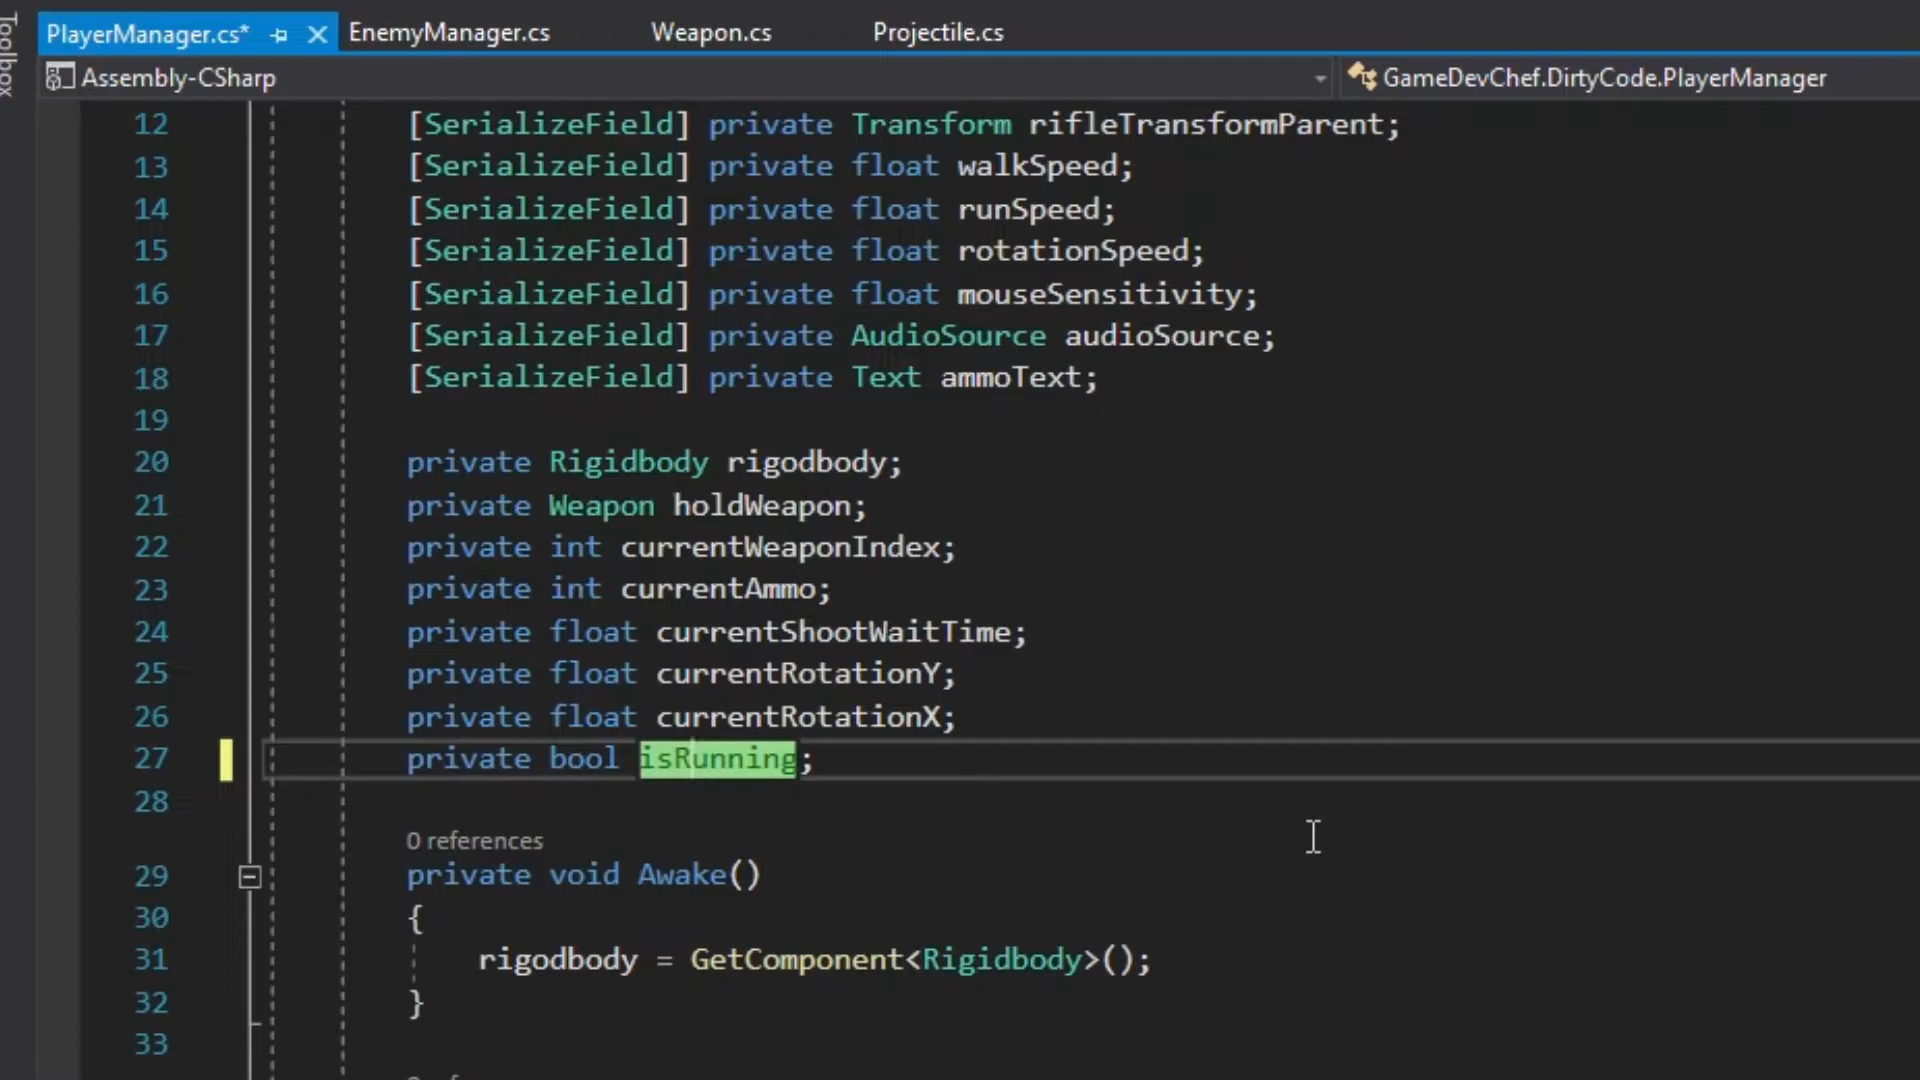 Toolbox
PlayerManager.cs* EnemyManager.cs Weapon.cs Projectile.cs
Assembly-CSharp GameDevChef.DirtyCode.PlayerManager
12 [SerializeField] private Transform rifleTransformParent;
13 [SerializeField] private float walkSpeed;
14 [SerializeField] private float runSpeed;
15 [SerializeField] private float rotationSpeed;
16 [SerializeField] private float mouseSensitivity;
17 [SerializeField] private AudioSource audioSource;
18 [SerializeField] private Text ammoText;
19
20 private Rigidbody rigodbody;
21 private Weapon holdWeapon;
22 private int currentWeaponIndex;
23 private int currentAmmo;
24 private float currentShootWaitTime;
25 private float currentRotationY;
26 private float currentRotationX;
27 private bool isRunning;
28
0 references
29 private void Awake()
30 {
31 rigodbody = GetComponent<Rigidbody>();
32 }
33